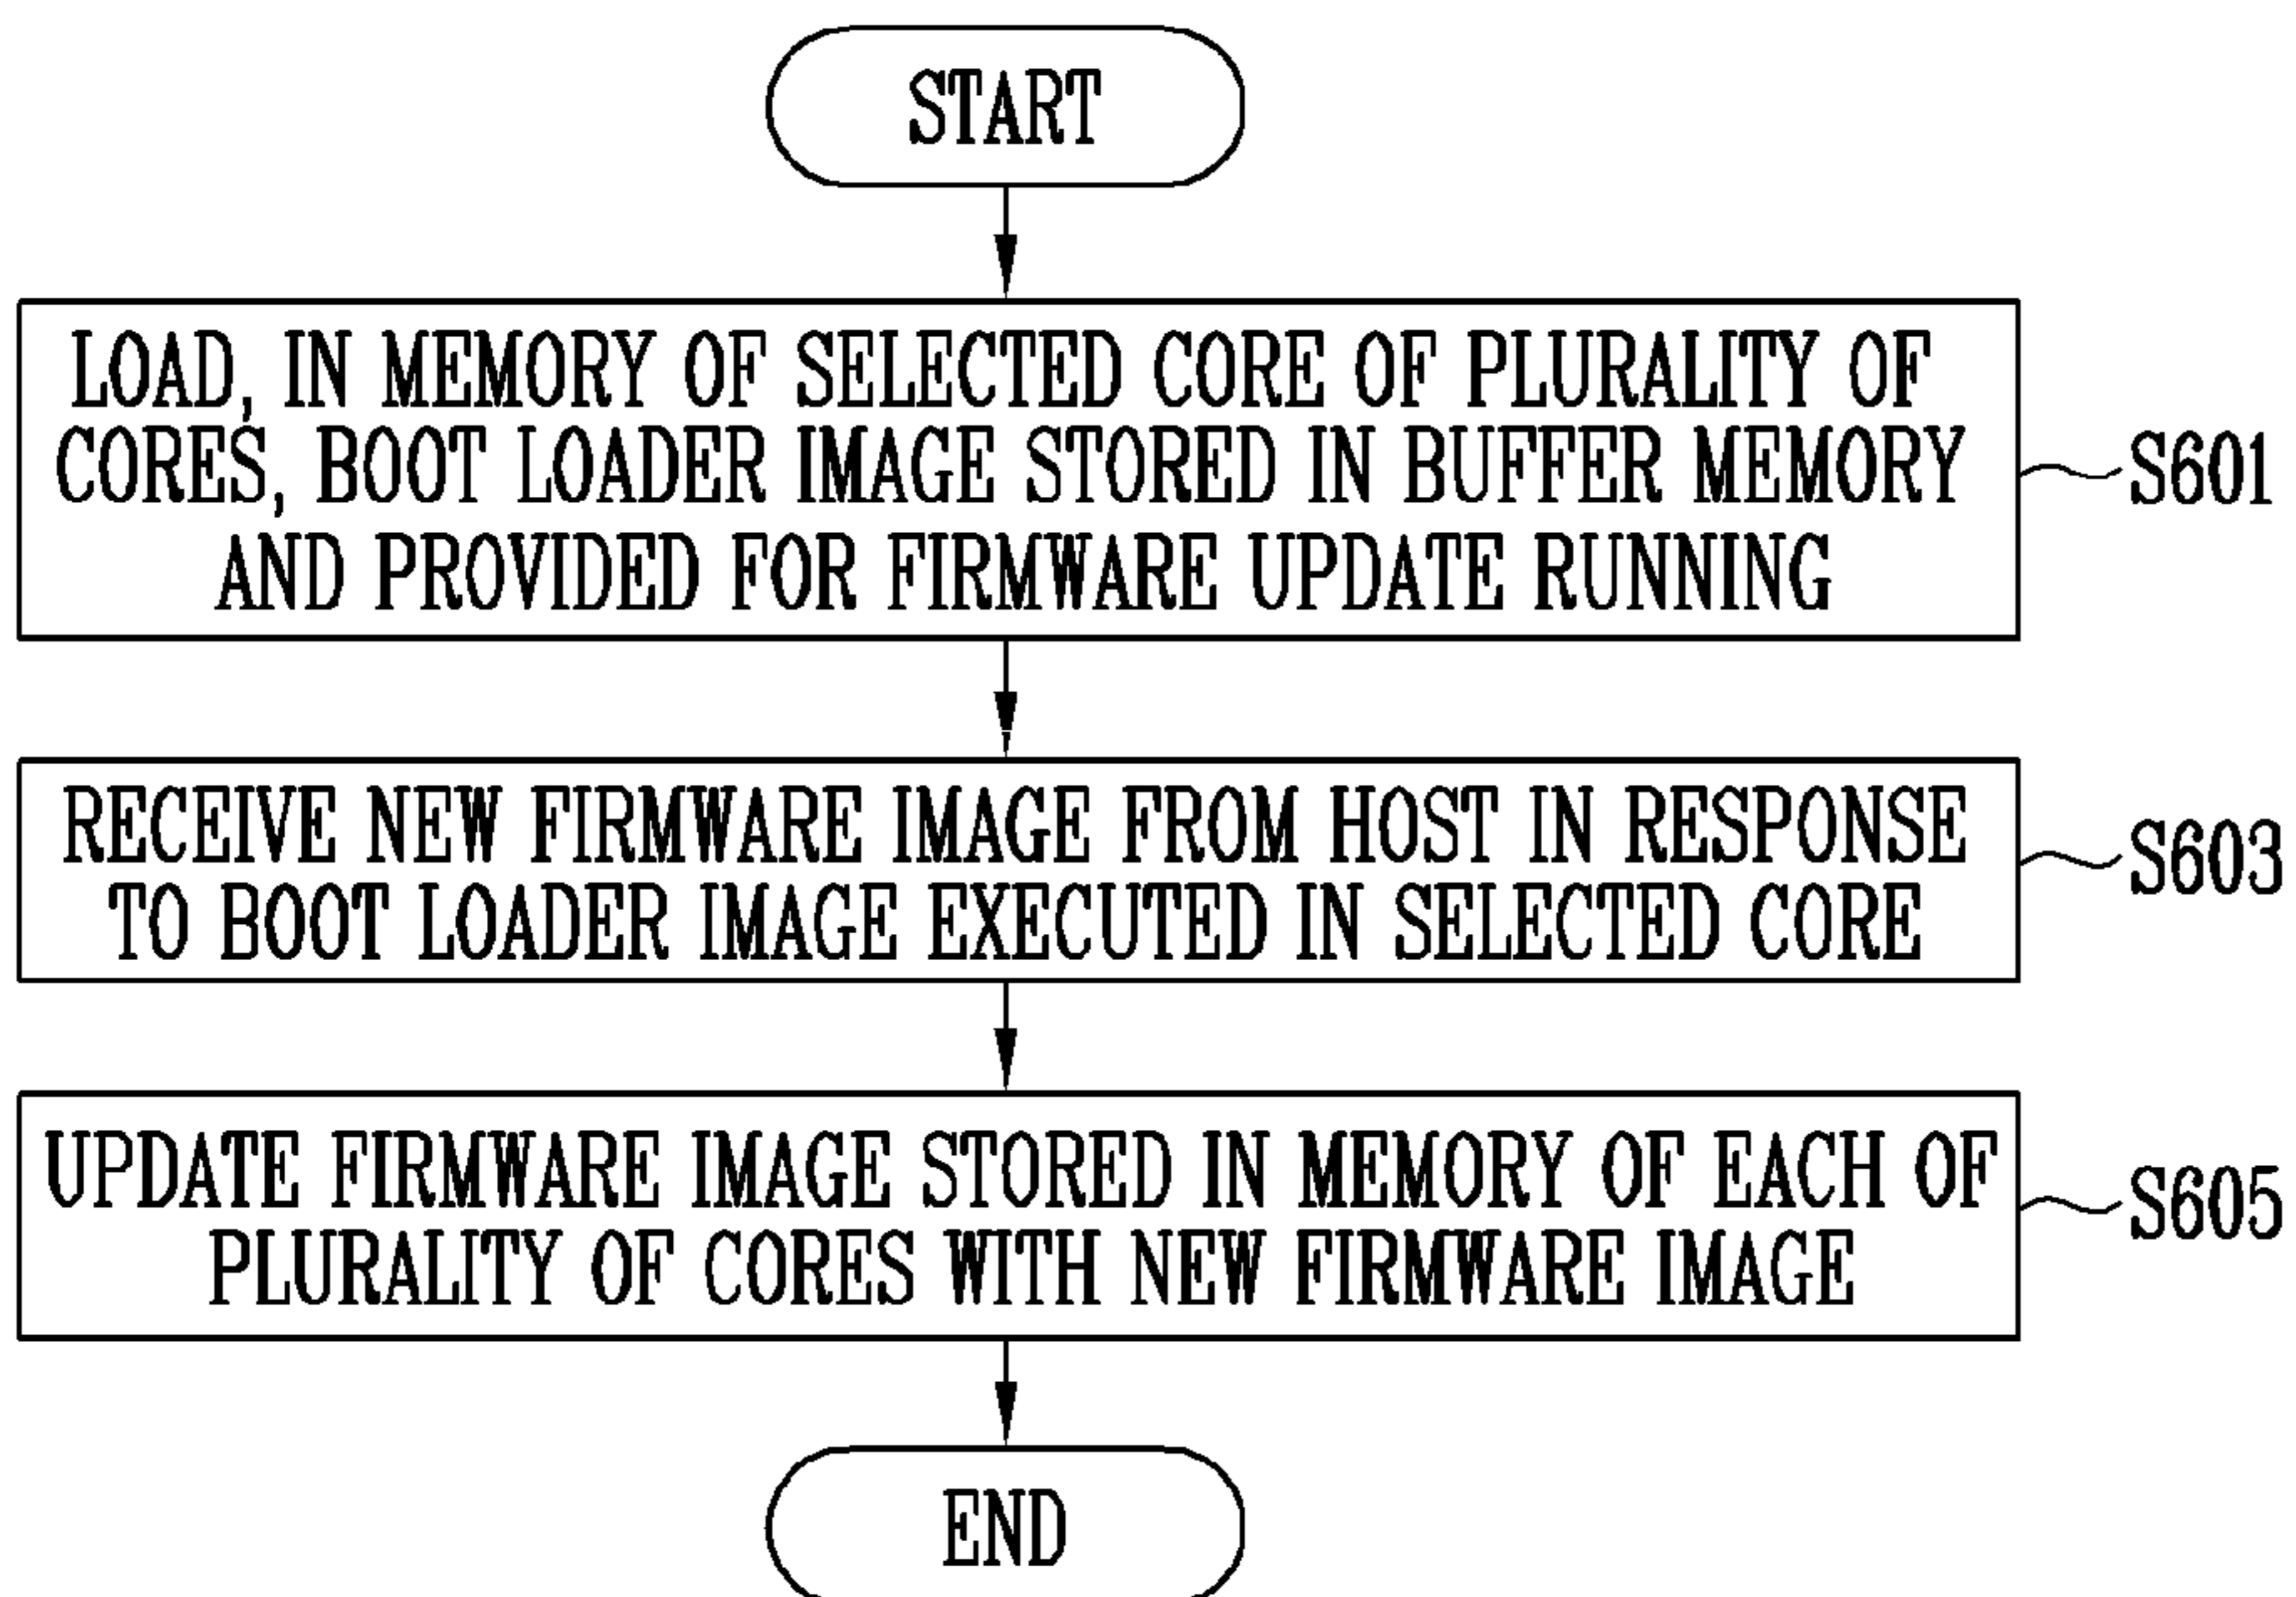 START
LOAD, IN MEMORY OF SELECTED CORE OF PLURALITY OF
CORES, BOOT LOADER IMAGE STORED IN BUFFER MEMORY
AND PROVIDED FOR FIRMWARE UPDATE RUNNING
S601
RECEIVE NEW FIRMWARE IMAGE FROM HOST IN RESPONSE
TO BOOT LOADER IMAGE EXECUTED IN SELECTED CORE
S603
UPDATE FIRMWARE IMAGE STORED IN MEMORY OF EACH OF
PLURALITY OF CORES WITH NEW FIRMWARE IMAGE
S605
END